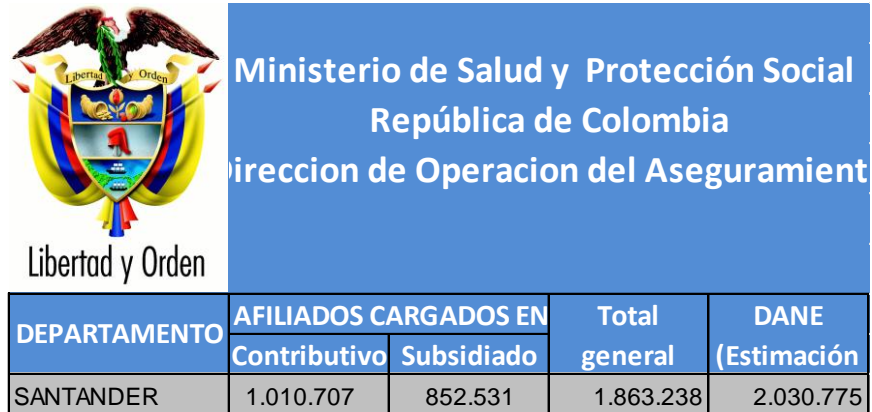 Libertad y Orden
Ministerio de Salud y Protección Social
República de Colombia
ireccion de Operacion del Aseguramient
Libertad y Orden
DEPARTAMENTO AFILIADOS CARGADOS EN Total general DANE (Estimación
Contributivo Subsidiado
SANTANDER 1.010.707 852.531 1.863.238 2.030.775